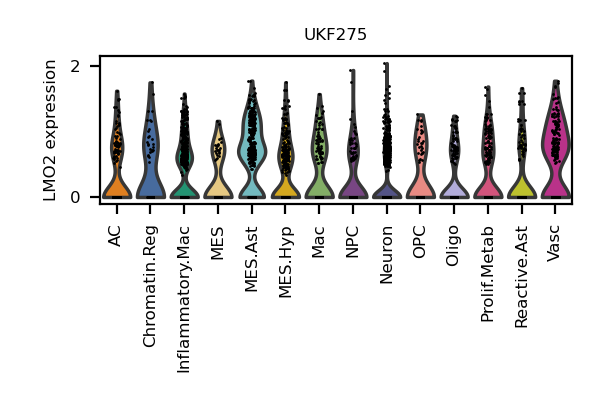 UKF275
LMO2 expression
2
0
AC
Chromatin.Reg
Inflammatory.Mac
MES
MES.Ast
MES.Hyp
Mac
NPC
Neuron
OPC
Oligo
Prolif.Metab
Reactive.Ast
Vasc